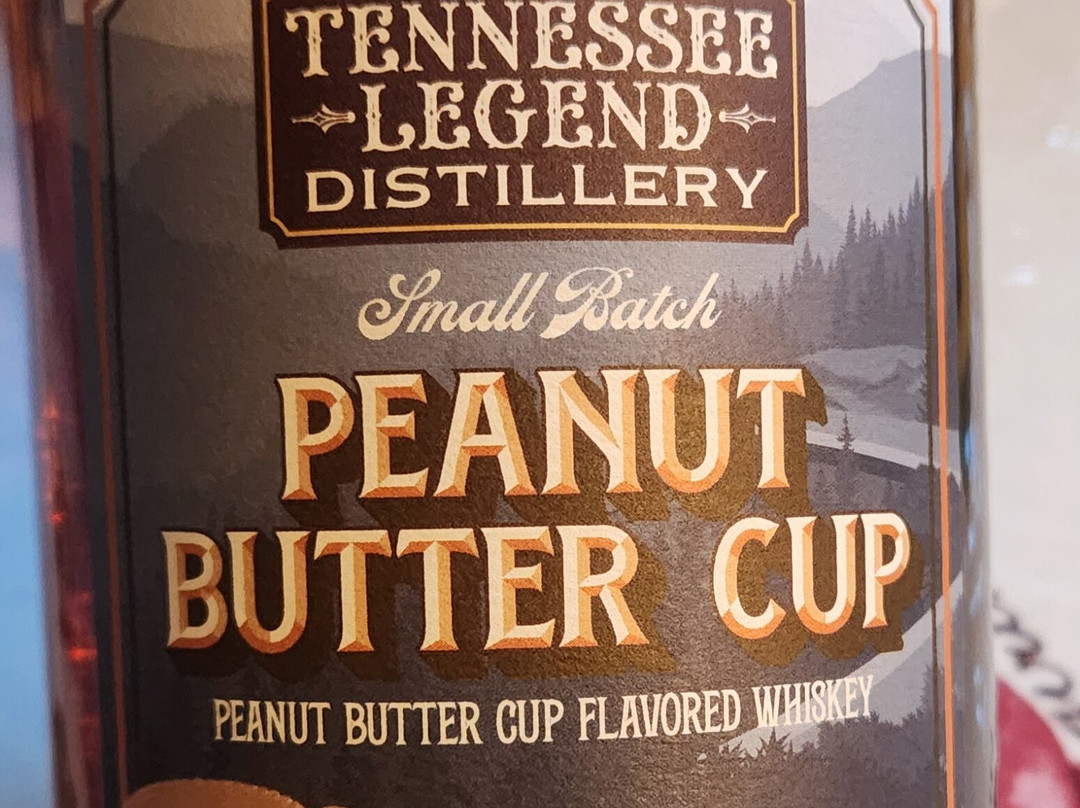 TENNESSEE
LEGEND
DISTILLERY
Small Batch
PEANUT
BUTTER CUP
PEANUT BUTTER CUP FLAVORED WHISKEY